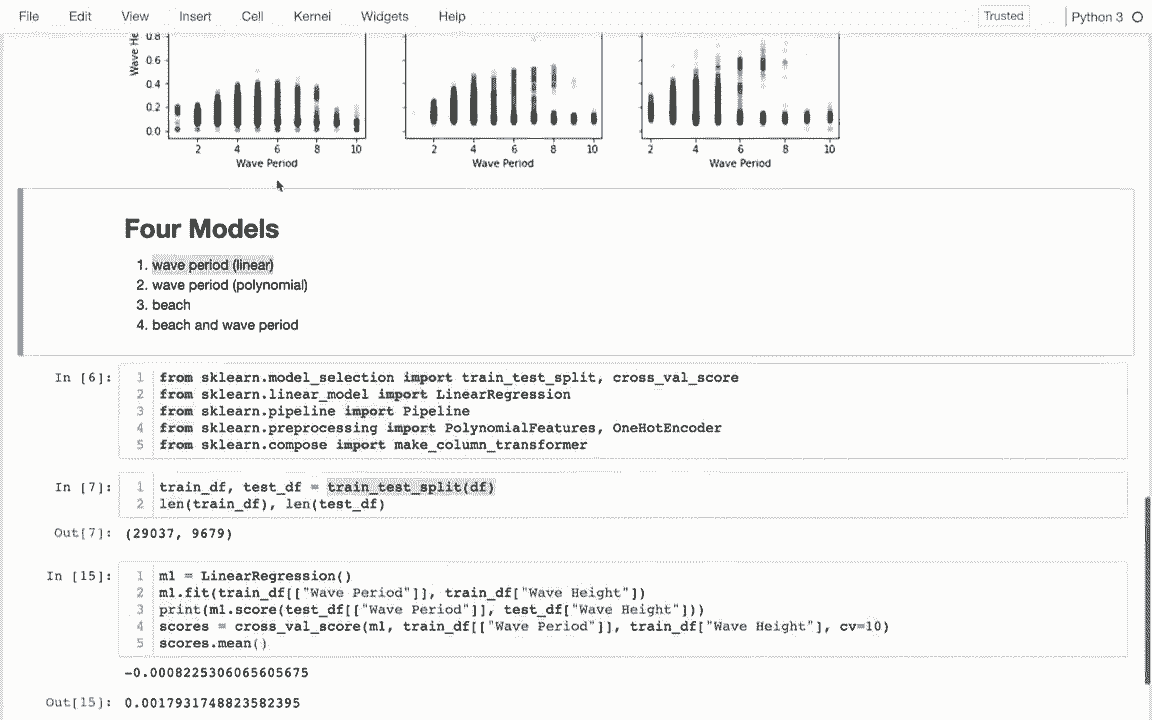 File Edit View Insert Cell Kernel Widgets Help Trusted Python 3
Wave He
0.8
0.6
0.4
0.2
0.0
2 4 6 8 10 2 4 6 8 10 2 4 6 8 10
Wave Period Wave Period Wave Period
Four Models
1. wave period (linear)
2. wave period (polynomial)
3. beach
4. beach and wave period
In [6]: 1 from sklearn.model_selection import train_test_split, cross_val_score
2 from sklearn.linear_model import LinearRegression
3 from sklearn.pipeline import Pipeline
4 from sklearn.preprocessing import PolynomialFeatures, OneHotEncoder
5 from sklearn.compose import make_column_transformer
In [7]: 1 train_df, test_df = train_test_split(df)
2 len(train_df), len(test_df)
Out[7]: (29037, 9679)
In [15]: 1 m1 = LinearRegression()
2 m1.fit(train_df[["Wave Period"]], train_df["Wave Height"])
3 print(m1.score(test_df[["Wave Period"]], test_df["Wave Height"]))
4 scores = cross_val_score(m1, train_df[["Wave Period"]], train_df["Wave Height"], cv=10)
5 scores.mean()
-0.0008225306065605675
Out[15]: 0.0017931748823582395